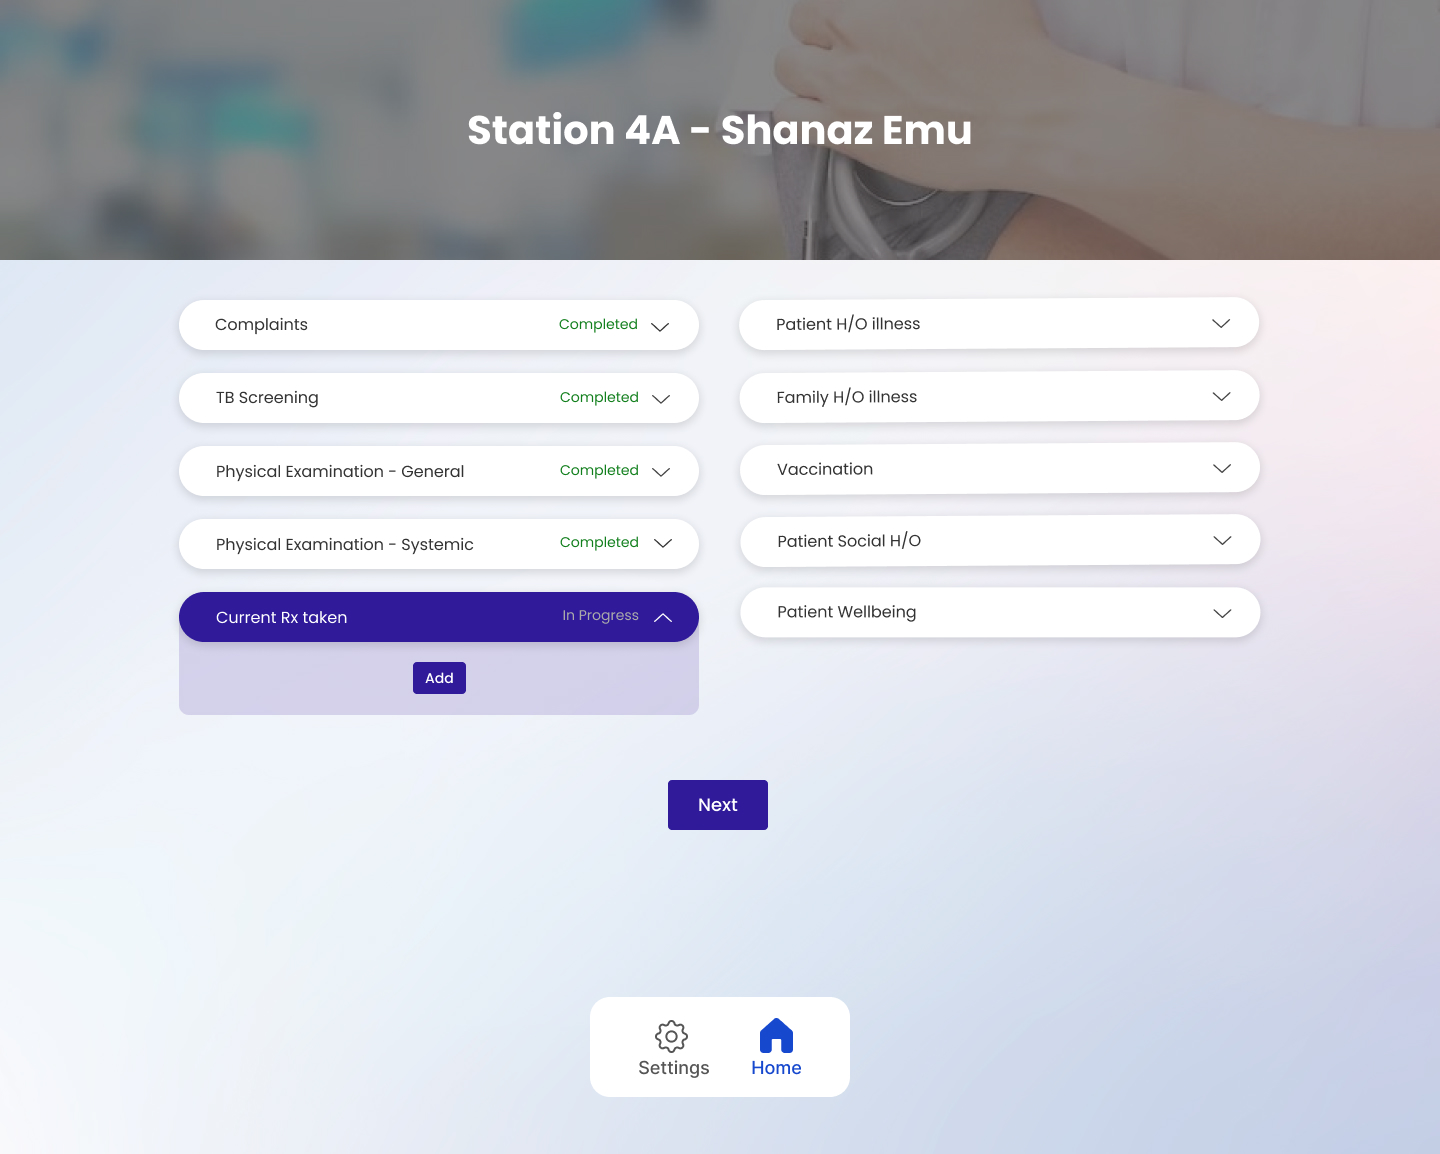 Station 4A - Shanaz Emu
Complaints Completed
TB Screening Completed
Physical Examination - General Completed
Physical Examination - Systemic Completed
Current Rx taken In Progress
Add
Patient H/O illness
Family H/O illness
Vaccination
Patient Social H/O
Patient Wellbeing
Next
Settings Home